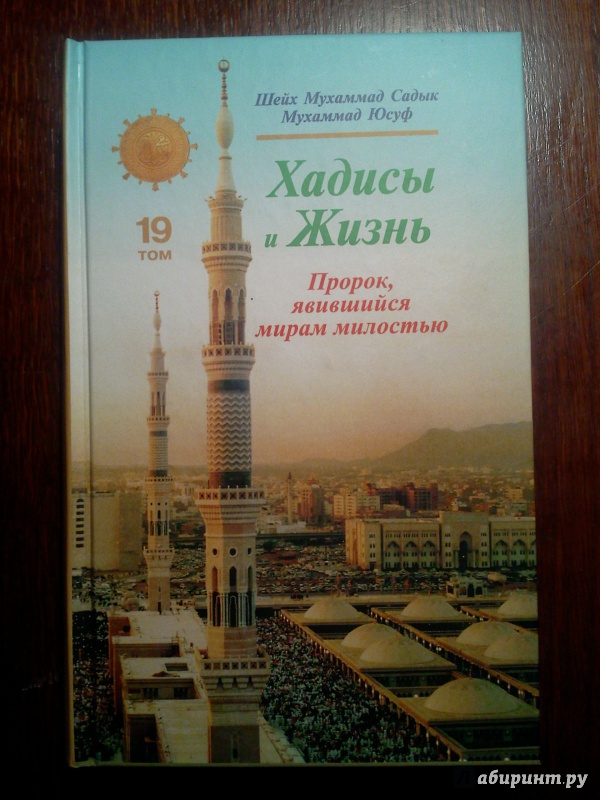 Шейх Мухаммад Садык
Мухаммад Юсуф
Хадисы
и Жизнь
19
ТОМ
Пророк,
явившийся
мирам милостью
абиринт.ру